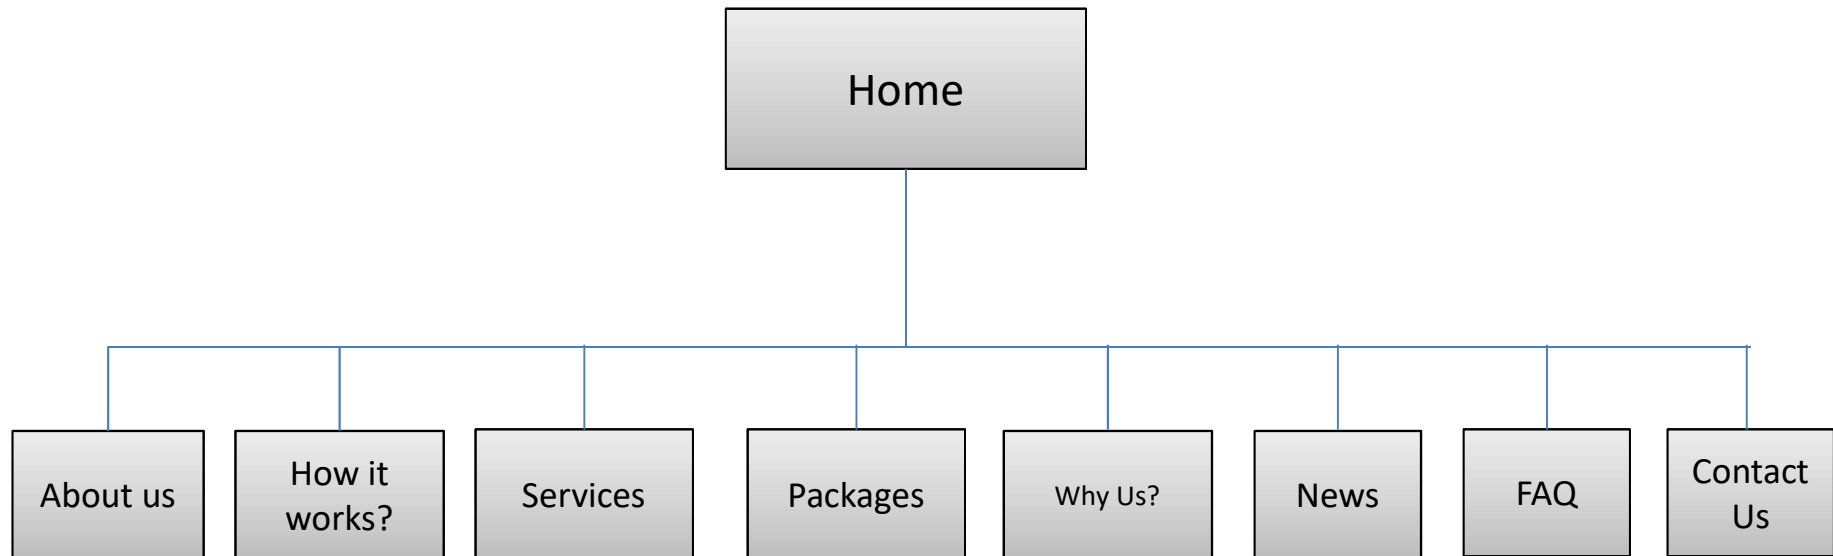 Home
About us
How it
works?
Services
Packages
Why Us?
News
FAQ
Contact
Us